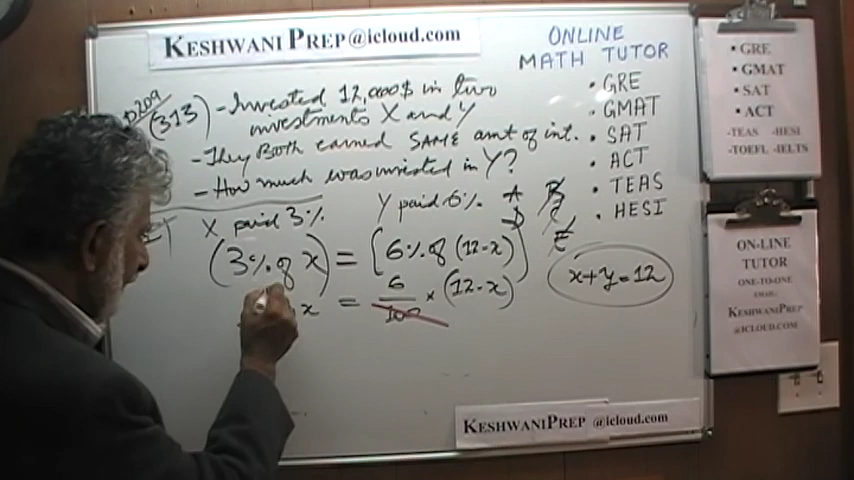 KESHWANI PREP@icloud.com
p209
(313) - Invested 12,000$ in two
investments X and Y
- They Both earned SAME amt of int.
- How much was invested in Y?
X paid 3%
Y paid 6%
A
D
B
C
E
(3% of x) = [6% of (12-x)]
x = 6/100 × (12-x)
x+y=12
ONLINE
MATH TUTOR
• GRE
• GMAT
• SAT
• ACT
• TEAS
• HESI
▪ GRE
▪ GMAT
▪ SAT
▪ ACT
-TEAS -HESI
-TOEFL -IELTS
ON-LINE
TUTOR
ONE-TO-ONE
EMAIL:
KESHWANIPREP
@ICLOUD.COM
KESHWANIPREP @icloud.com